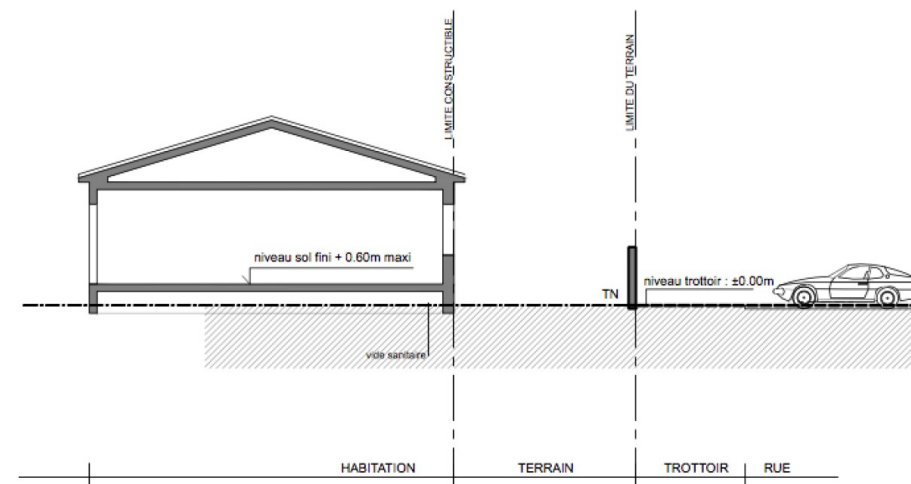 LIMITE CONSTRUCTIBLE
LIMITE DU TERRAIN
niveau sol fini + 0.60m maxi
TN
niveau trottoir : ±0.00m
vide sanitaire
HABITATION
TERRAIN
TROTTOIR
RUE